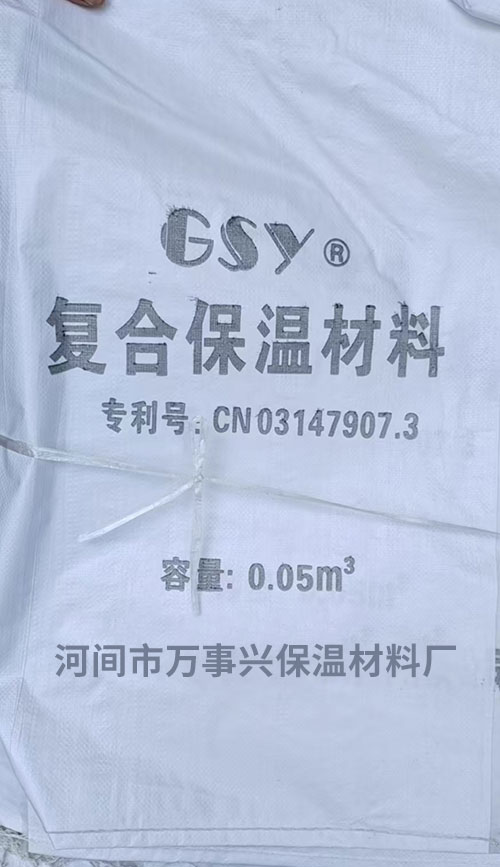 GSY®
复合保温材料
专利号: CN03147907.3
容量: 0.05m³
河间市万事兴保温材料厂